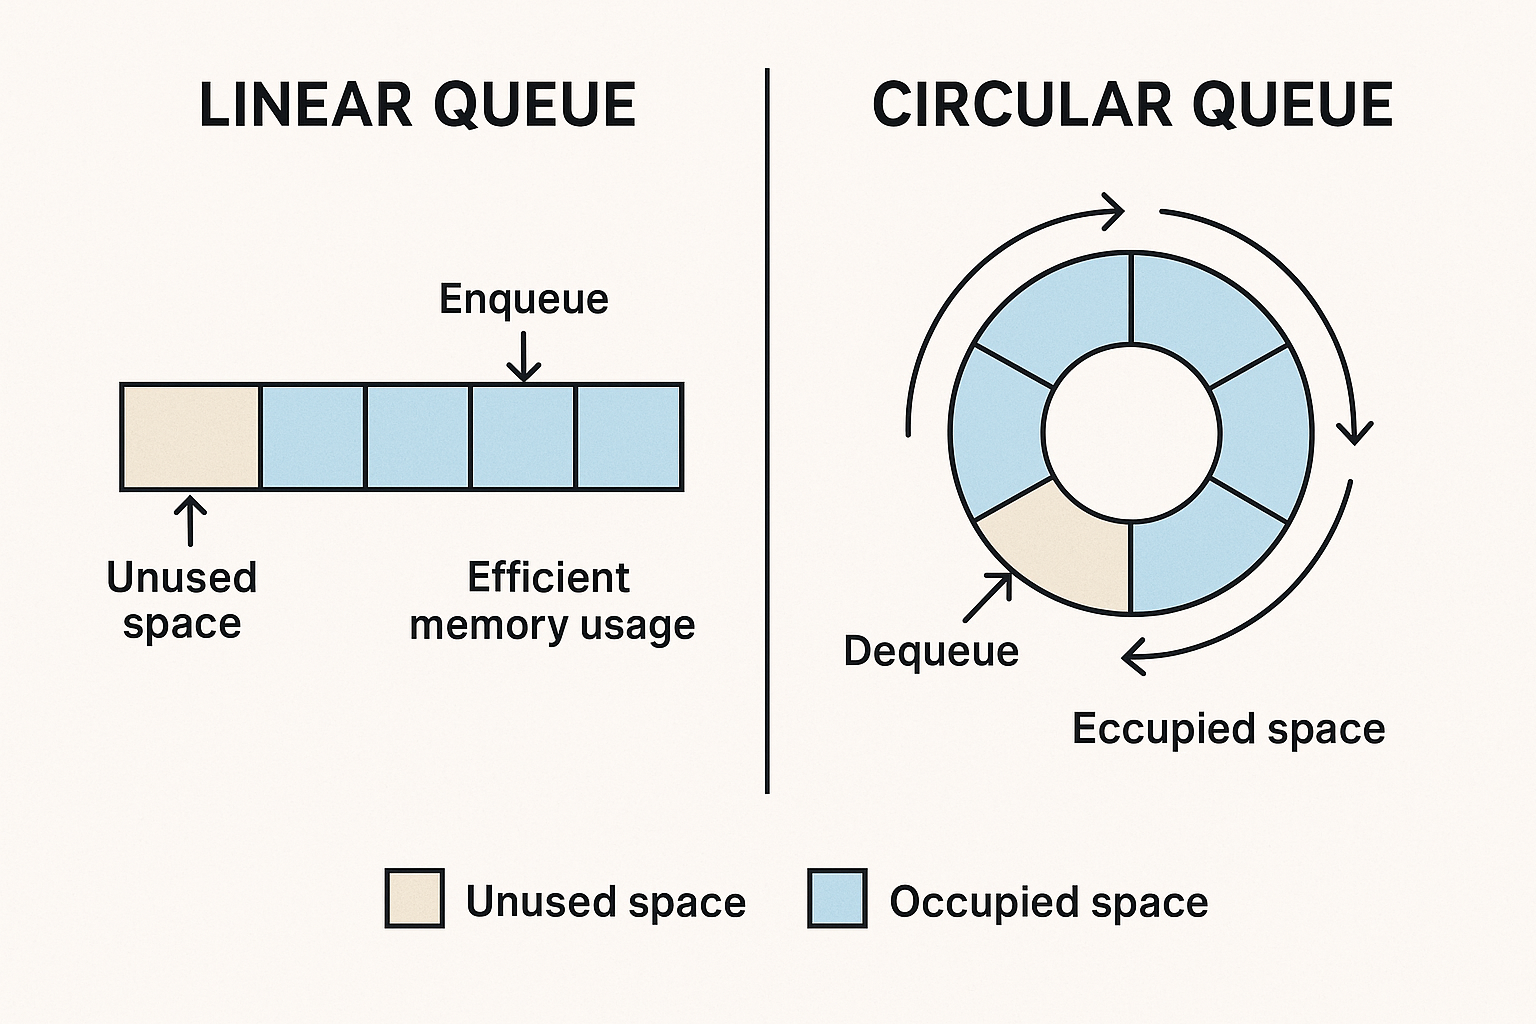 LINEAR QUEUE
Enqueue
Unused
space
Efficient
memory usage
CIRCULAR QUEUE
Dequeue
Eccupied space
Unused space
Occupied space